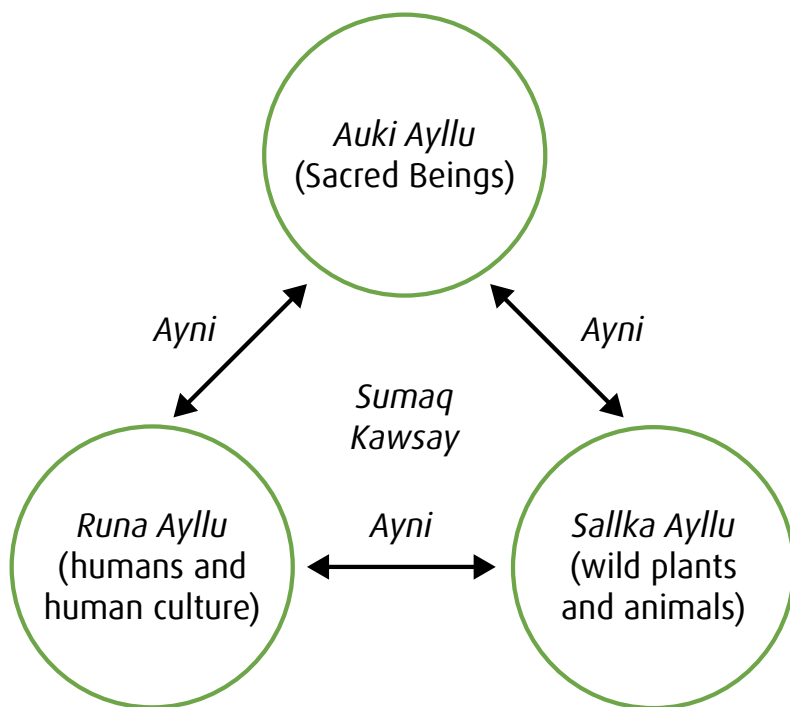 Auki Ayllu
(Sacred Beings)
Ayni
Ayni
Sumaq
Kawsay
Runa Ayllu
(humans and
human culture)
Ayni
Sallka Ayllu
(wild plants
and animals)